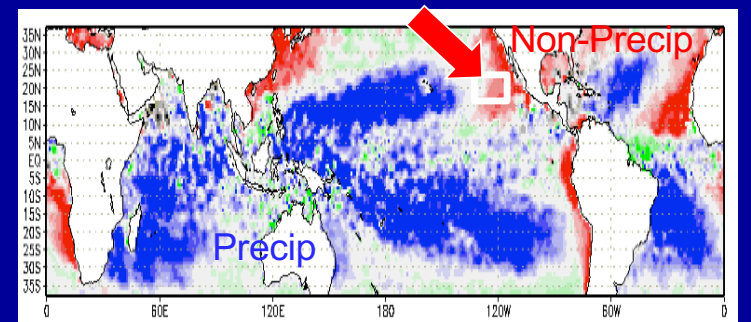 Non-Precip
35N
30N
25N
20N
15N
10N
5N
EQ
5S
10S
15S
20S
25S
30S
35S
Precip
0 60E 120E 180 120W 60W 0